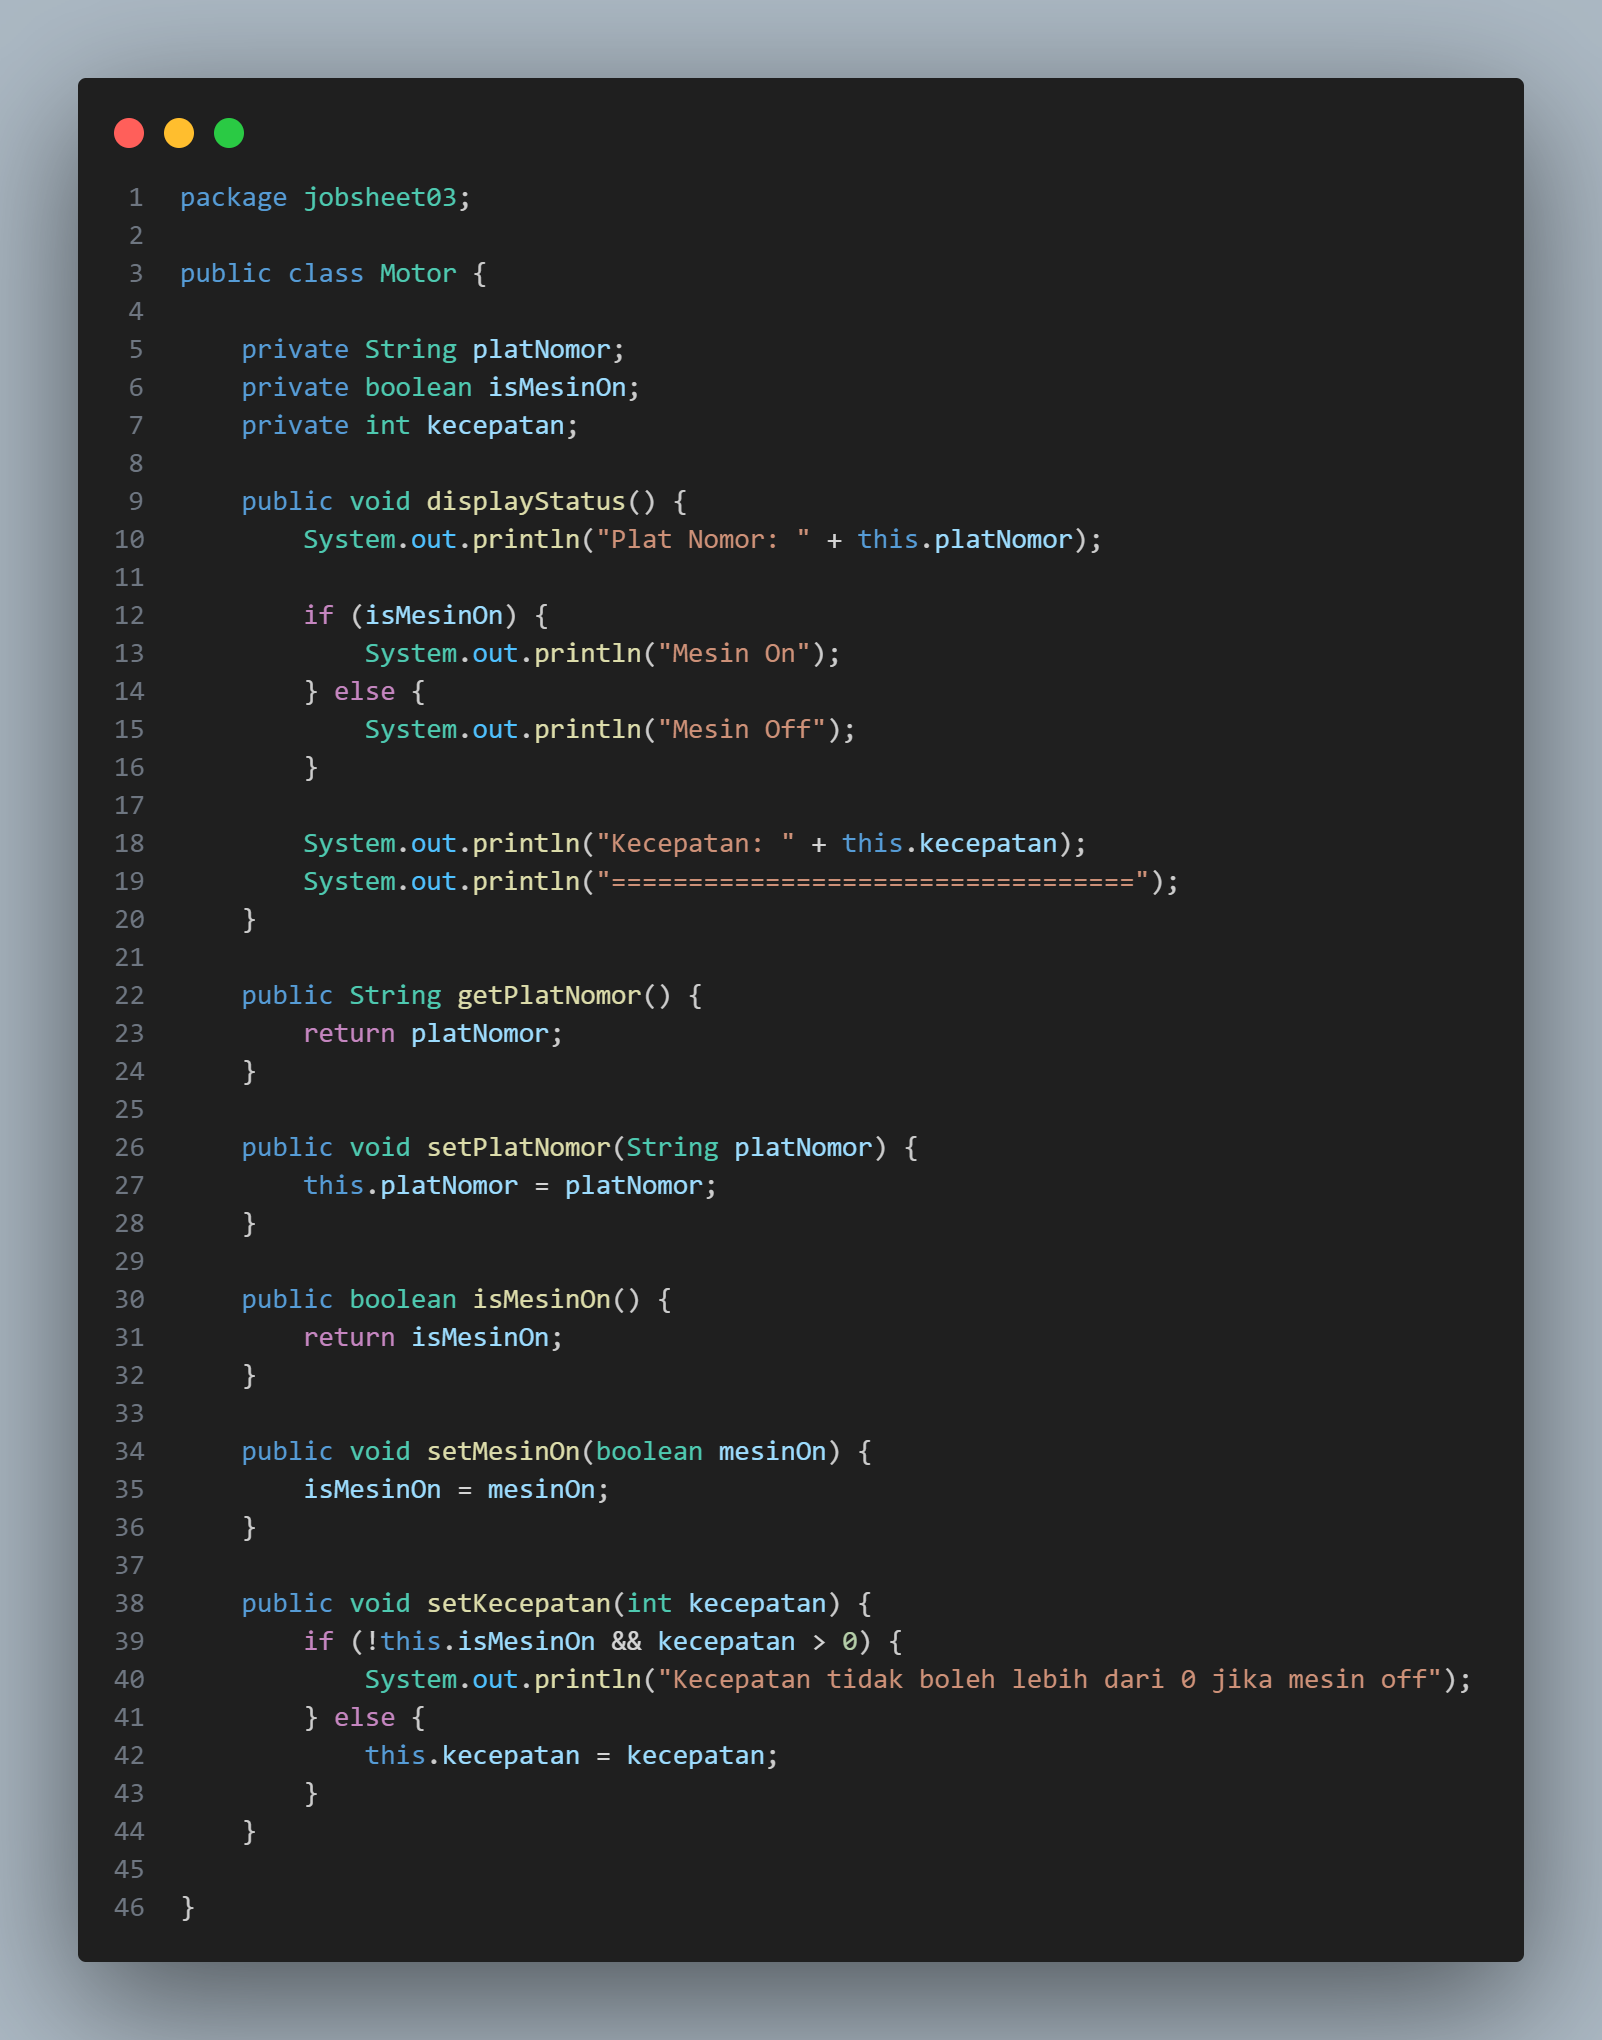 1 package jobsheet03;
2
3 public class Motor {
4
5     private String platNomor;
6     private boolean isMesinOn;
7     private int kecepatan;
8
9     public void displayStatus() {
10         System.out.println("Plat Nomor: " + this.platNomor);
11
12         if (isMesinOn) {
13             System.out.println("Mesin On");
14         } else {
15             System.out.println("Mesin Off");
16         }
17
18         System.out.println("Kecepatan: " + this.kecepatan);
19         System.out.println("==================================");
20     }
21
22     public String getPlatNomor() {
23         return platNomor;
24     }
25
26     public void setPlatNomor(String platNomor) {
27         this.platNomor = platNomor;
28     }
29
30     public boolean isMesinOn() {
31         return isMesinOn;
32     }
33
34     public void setMesinOn(boolean mesinOn) {
35         isMesinOn = mesinOn;
36     }
37
38     public void setKecepatan(int kecepatan) {
39         if (!this.isMesinOn && kecepatan > 0) {
40             System.out.println("Kecepatan tidak boleh lebih dari 0 jika mesin off");
41         } else {
42             this.kecepatan = kecepatan;
43         }
44     }
45
46 }